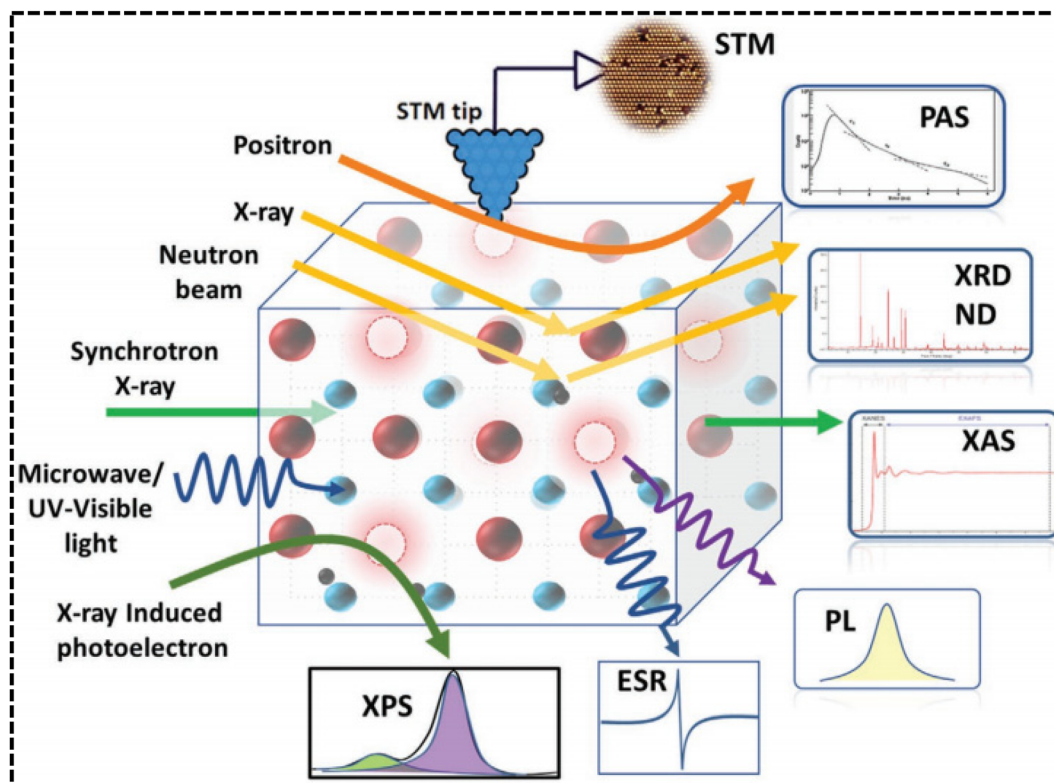 STM
STM tip
PAS
Positron
X-ray
Neutron
beam
XRD
ND
Synchrotron
X-ray
XANES
XAS
Microwave/
UV-Visible
light
PL
X-ray Induced
photoelectron
XPS
ESR